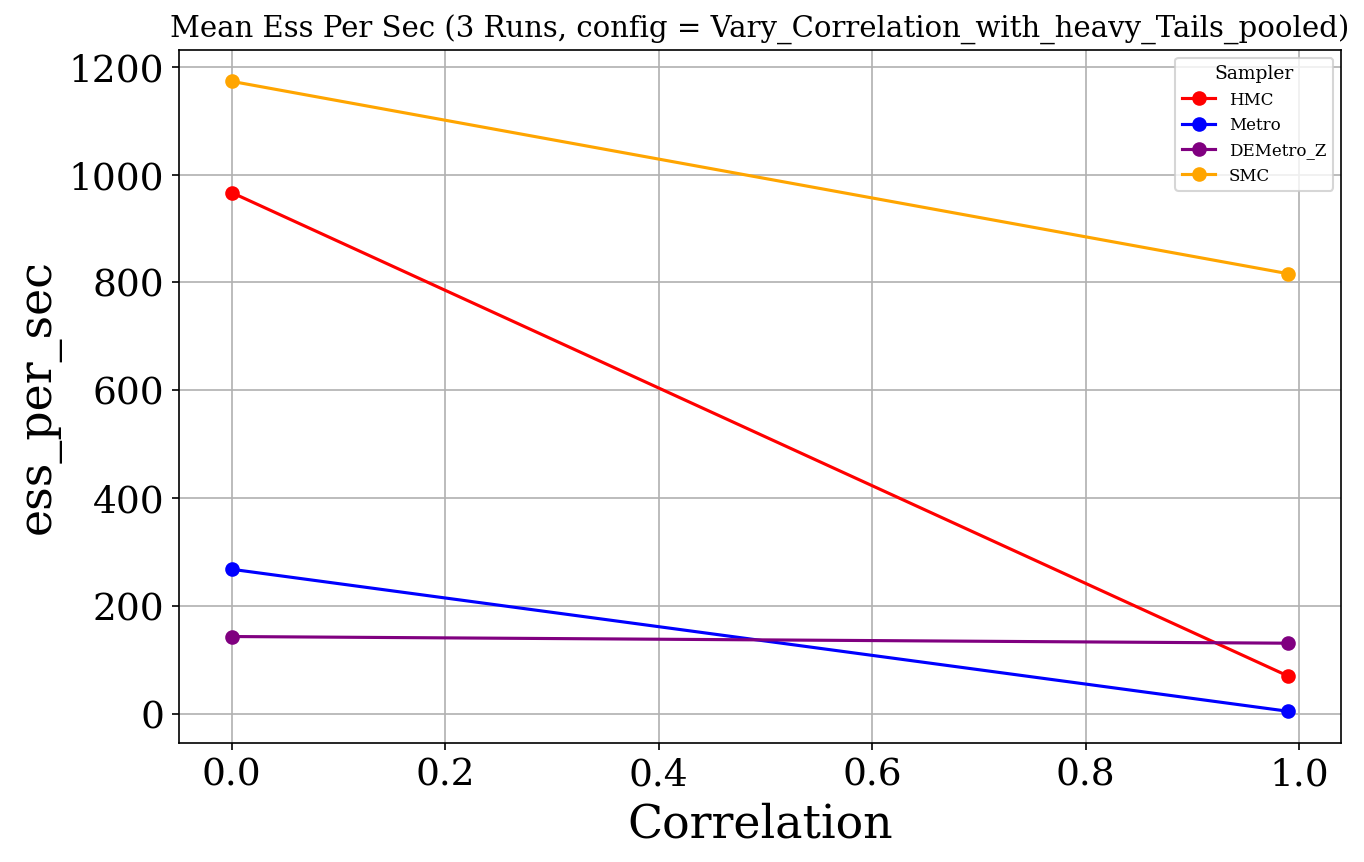 Mean Ess Per Sec (3 Runs, config = Vary_Correlation_with_heavy_Tails_pooled)
1200
1000
800
600
400
200
0
ess_per_sec
Sampler
HMC
Metro
DEMetro_Z
SMC
0.0 0.2 0.4 0.6 0.8 1.0
Correlation